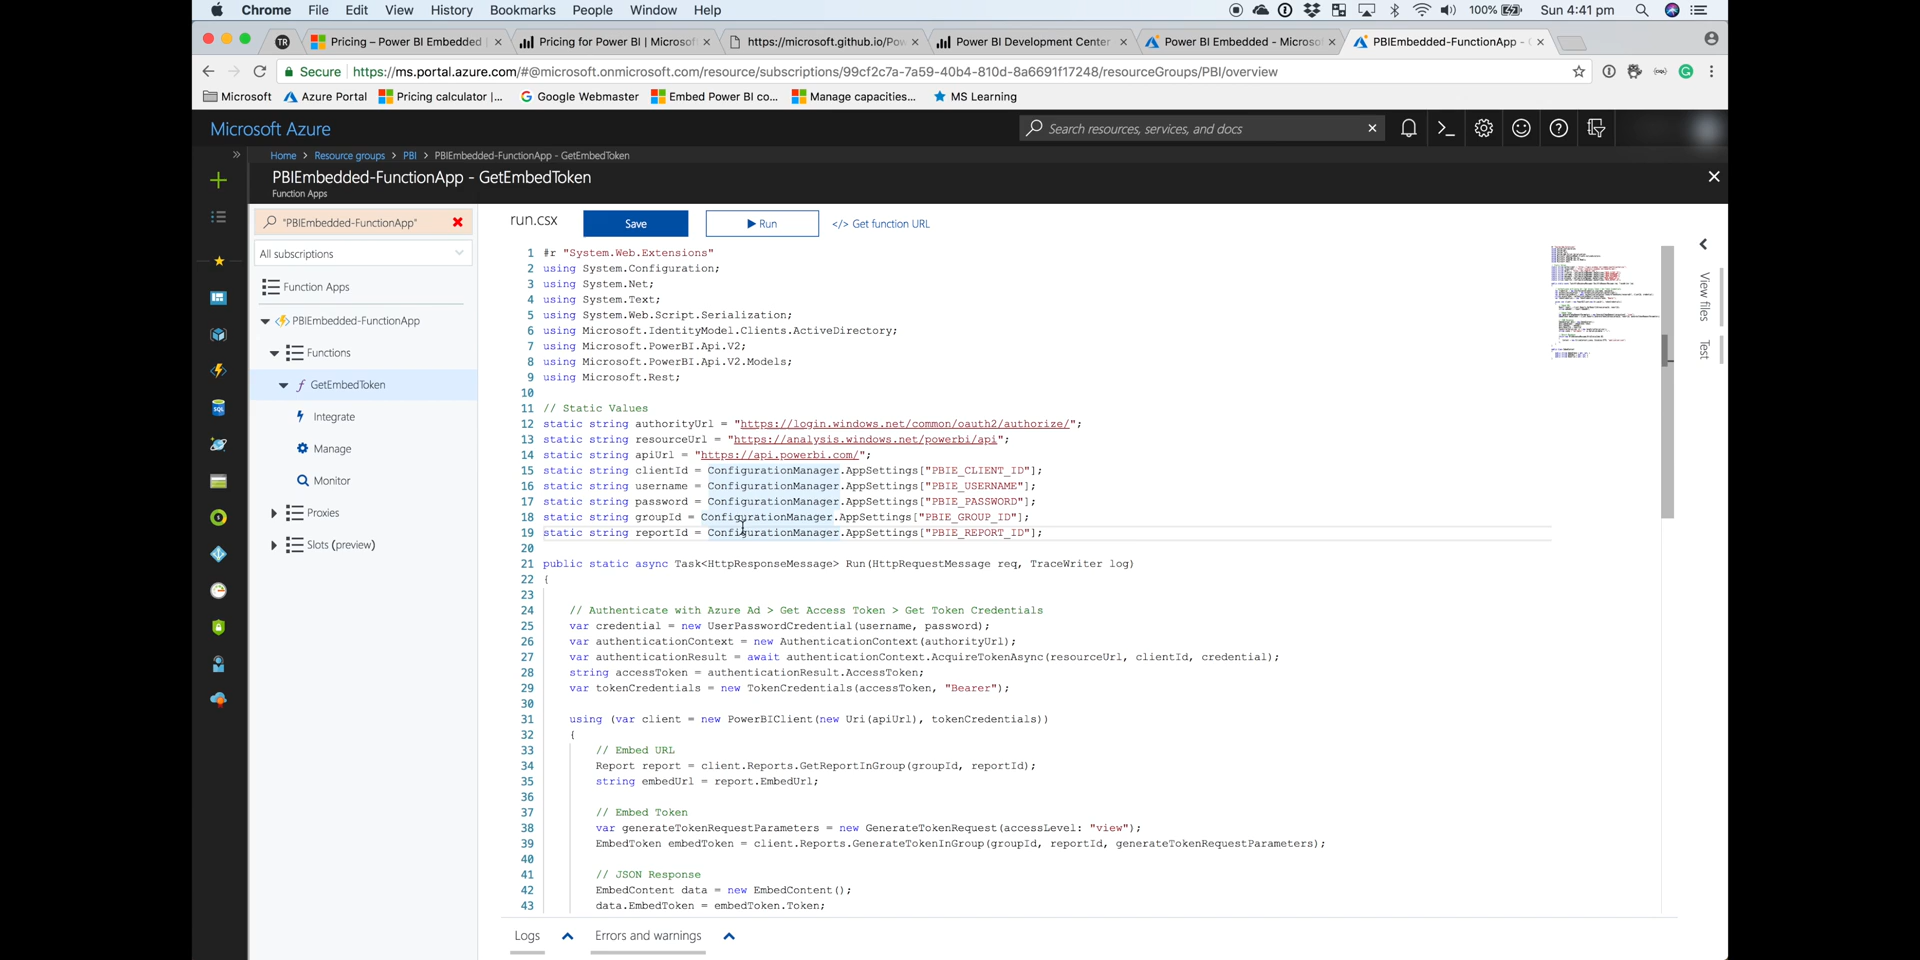 Chrome File Edit View History Bookmarks People Window Help 100% Sun 4:41 pm
TR Pricing – Power BI Embedded Pricing for Power BI | Microsof https://microsoft.github.io/Pow Power BI Development Center Power BI Embedded - Microso PBIEmbedded-FunctionApp -
Secure https://ms.portal.azure.com/#@microsoft.onmicrosoft.com/resource/subscriptions/99cf2c7a-7a59-40b4-810d-8a6691f17248/resourceGroups/PBI/overview
Microsoft Azure Portal Pricing calculator |... Google Webmaster Embed Power BI co... Manage capacities... MS Learning
Microsoft Azure Search resources, services, and docs
Home > Resource groups > PBI > PBIEmbedded-FunctionApp - GetEmbedToken
PBIEmbedded-FunctionApp - GetEmbedToken
Function Apps
"PBIEmbedded-FunctionApp"
All subscriptions
Function Apps
PBIEmbedded-FunctionApp
Functions
GetEmbedToken
Integrate
Manage
Monitor
Proxies
Slots (preview)
run.csx Save Run </> Get function URL
1 #r "System.Web.Extensions"
2 using System.Configuration;
3 using System.Net;
4 using System.Text;
5 using System.Web.Script.Serialization;
6 using Microsoft.IdentityModel.Clients.ActiveDirectory;
7 using Microsoft.PowerBI.Api.V2;
8 using Microsoft.PowerBI.Api.V2.Models;
9 using Microsoft.Rest;
10
11 // Static Values
12 static string authorityUrl = "https://login.windows.net/common/oauth2/authorize/";
13 static string resourceUrl = "https://analysis.windows.net/powerbi/api";
14 static string apiUrl = "https://api.powerbi.com/";
15 static string clientId = ConfigurationManager.AppSettings["PBIE_CLIENT_ID"];
16 static string username = ConfigurationManager.AppSettings["PBIE_USERNAME"];
17 static string password = ConfigurationManager.AppSettings["PBIE_PASSWORD"];
18 static string groupId = ConfigurationManager.AppSettings["PBIE_GROUP_ID"];
19 static string reportId = ConfigurationManager.AppSettings["PBIE_REPORT_ID"];
20
21 public static async Task<HttpResponseMessage> Run(HttpRequestMessage req, TraceWriter log)
22 {
23
24 // Authenticate with Azure Ad > Get Access Token > Get Token Credentials
25 var credential = new UserPasswordCredential(username, password);
26 var authenticationContext = new AuthenticationContext(authorityUrl);
27 var authenticationResult = await authenticationContext.AcquireTokenAsync(resourceUrl, clientId, credential);
28 string accessToken = authenticationResult.AccessToken;
29 var tokenCredentials = new TokenCredentials(accessToken, "Bearer");
30
31 using (var client = new PowerBIClient(new Uri(apiUrl), tokenCredentials))
32 {
33 // Embed URL
34 Report report = client.Reports.GetReportInGroup(groupId, reportId);
35 string embedUrl = report.EmbedUrl;
36
37 // Embed Token
38 var generateTokenRequestParameters = new GenerateTokenRequest(accessLevel: "view");
39 EmbedToken embedToken = client.Reports.GenerateTokenInGroup(groupId, reportId, generateTokenRequestParameters);
40
41 // JSON Response
42 EmbedContent data = new EmbedContent();
43 data.EmbedToken = embedToken.Token;
View files
Test
Logs Errors and warnings